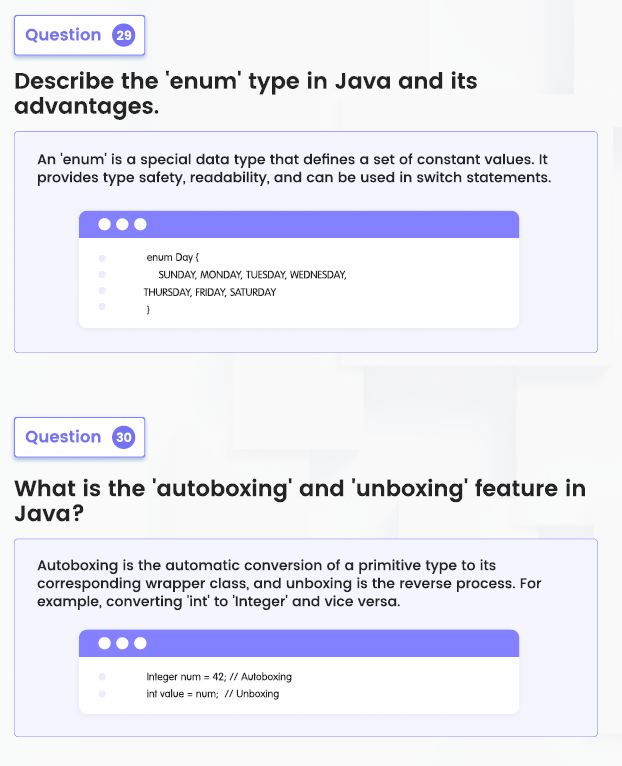 Question 29
Describe the 'enum' type in Java and its
advantages.
An 'enum' is a special data type that defines a set of constant values. It
provides type safety, readability, and can be used in switch statements.
enum Day {
SUNDAY, MONDAY, TUESDAY, WEDNESDAY,
THURSDAY, FRIDAY, SATURDAY
}
Question 30
What is the 'autoboxing' and 'unboxing' feature in
Java?
Autoboxing is the automatic conversion of a primitive type to its
corresponding wrapper class, and unboxing is the reverse process. For
example, converting 'int' to 'Integer' and vice versa.
Integer num = 42; // Autoboxing
int value = num;  // Unboxing